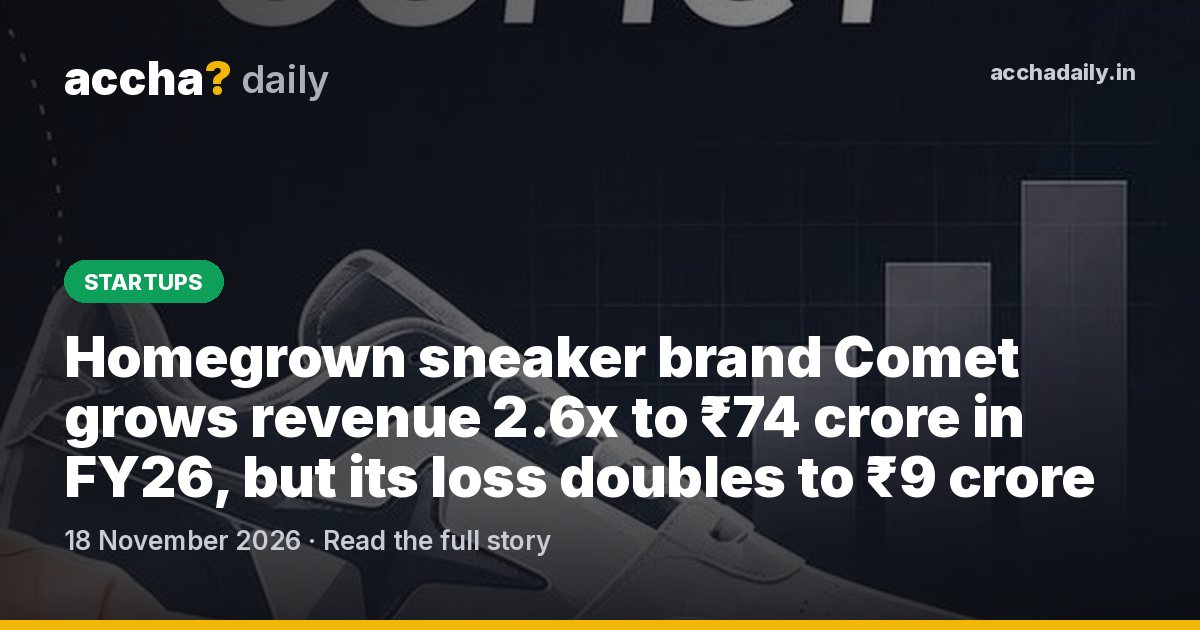 accha? daily
acchadaily.in
STARTUPS
Homegrown sneaker brand Comet
grows revenue 2.6x to ₹74 crore in
FY26, but its loss doubles to ₹9 crore
18 November 2026 · Read the full story